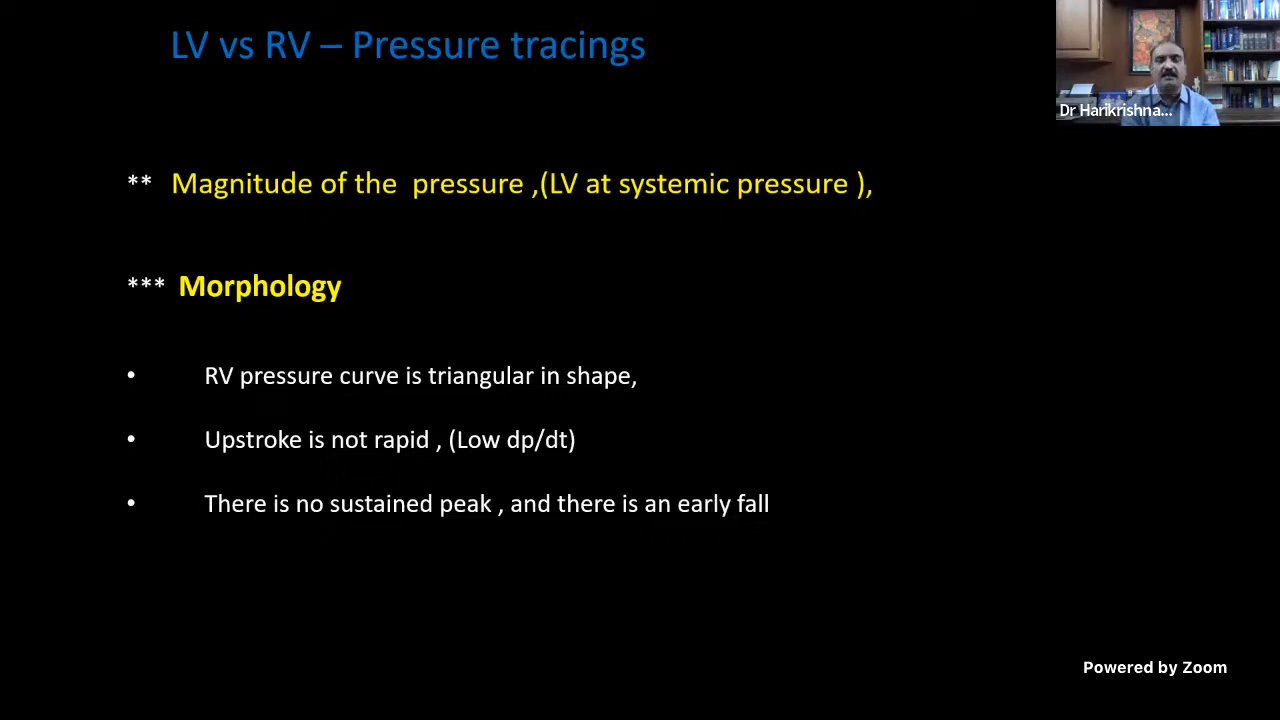 LV vs RV – Pressure tracings
Dr Harikrishna...
** Magnitude of the pressure ,(LV at systemic pressure ),
*** Morphology
• RV pressure curve is triangular in shape,
• Upstroke is not rapid , (Low dp/dt)
• There is no sustained peak , and there is an early fall
Powered by Zoom